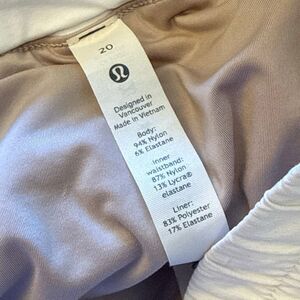 20
Designed in
Vancouver
Made in Vietnam
Body:
94% Nylon
6% Elastane
Inner
waistband:
87% Nylon
13% Lycra®
elastane
Liner:
83% Polyester
17% Elastane